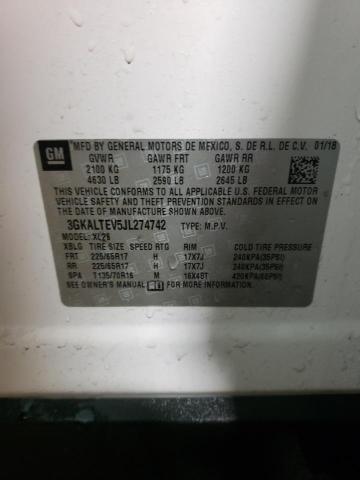 GM
MFD BY GENERAL MOTORS DE MEXICO, S. DE R.L. DE C.V. 01/18
GVWR GAWR FRT GAWR RR
2100 KG 1175 KG 1200 KG
4630 LB 2590 LB 2645 LB
THIS VEHICLE CONFORMS TO ALL APPLICABLE U.S. FEDERAL MOTOR
VEHICLE SAFETY, BUMPER, AND THEFT PREVENTION STANDARDS IN EFFECT ON
THE DATE OF MANUFACTURE SHOWN ABOVE.
3GKALTEV5JL274742 TYPE: M.P.V.
MODEL: XL26
XBLG TIRE SIZE SPEED RTG RIM COLD TIRE PRESSURE
FRT 225/65R17 H 17X7J 240KPA(35PSI)
RR 225/65R17 H 17X7J 240KPA(35PSI)
SPA T135/70R16 M 16X4BT 420KPA(60PSI)
SEE OWNER'S MANUAL FOR MORE INFORMATION.